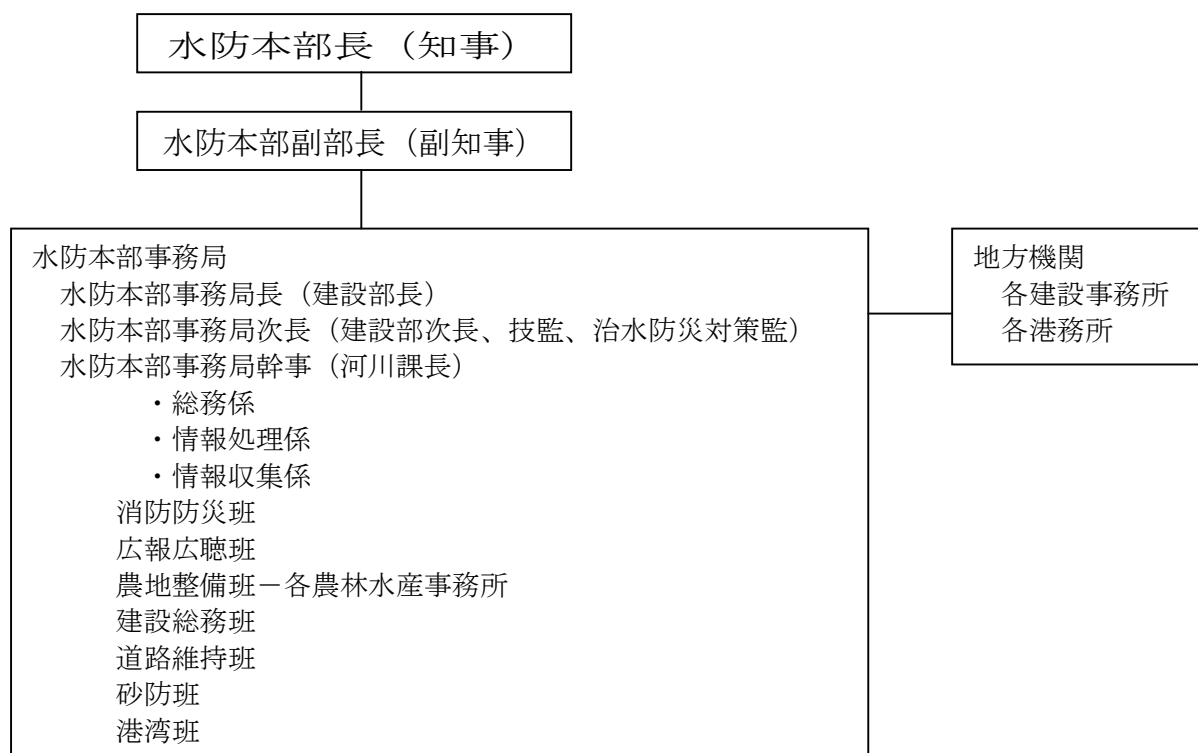 水防本部長（知事）
水防本部副部長（副知事）
水防本部事務局
水防本部事務局長（建設部長）
水防本部事務局次長（建設部次長、技監、治水防災対策監）
水防本部事務局幹事（河川課長）
・総務係
・情報処理係
・情報収集係
消防防災班
広報広聴班
農地整備班－各農林水産事務所
建設総務班
道路維持班
砂防班
港湾班
地方機関
各建設事務所
各港務所